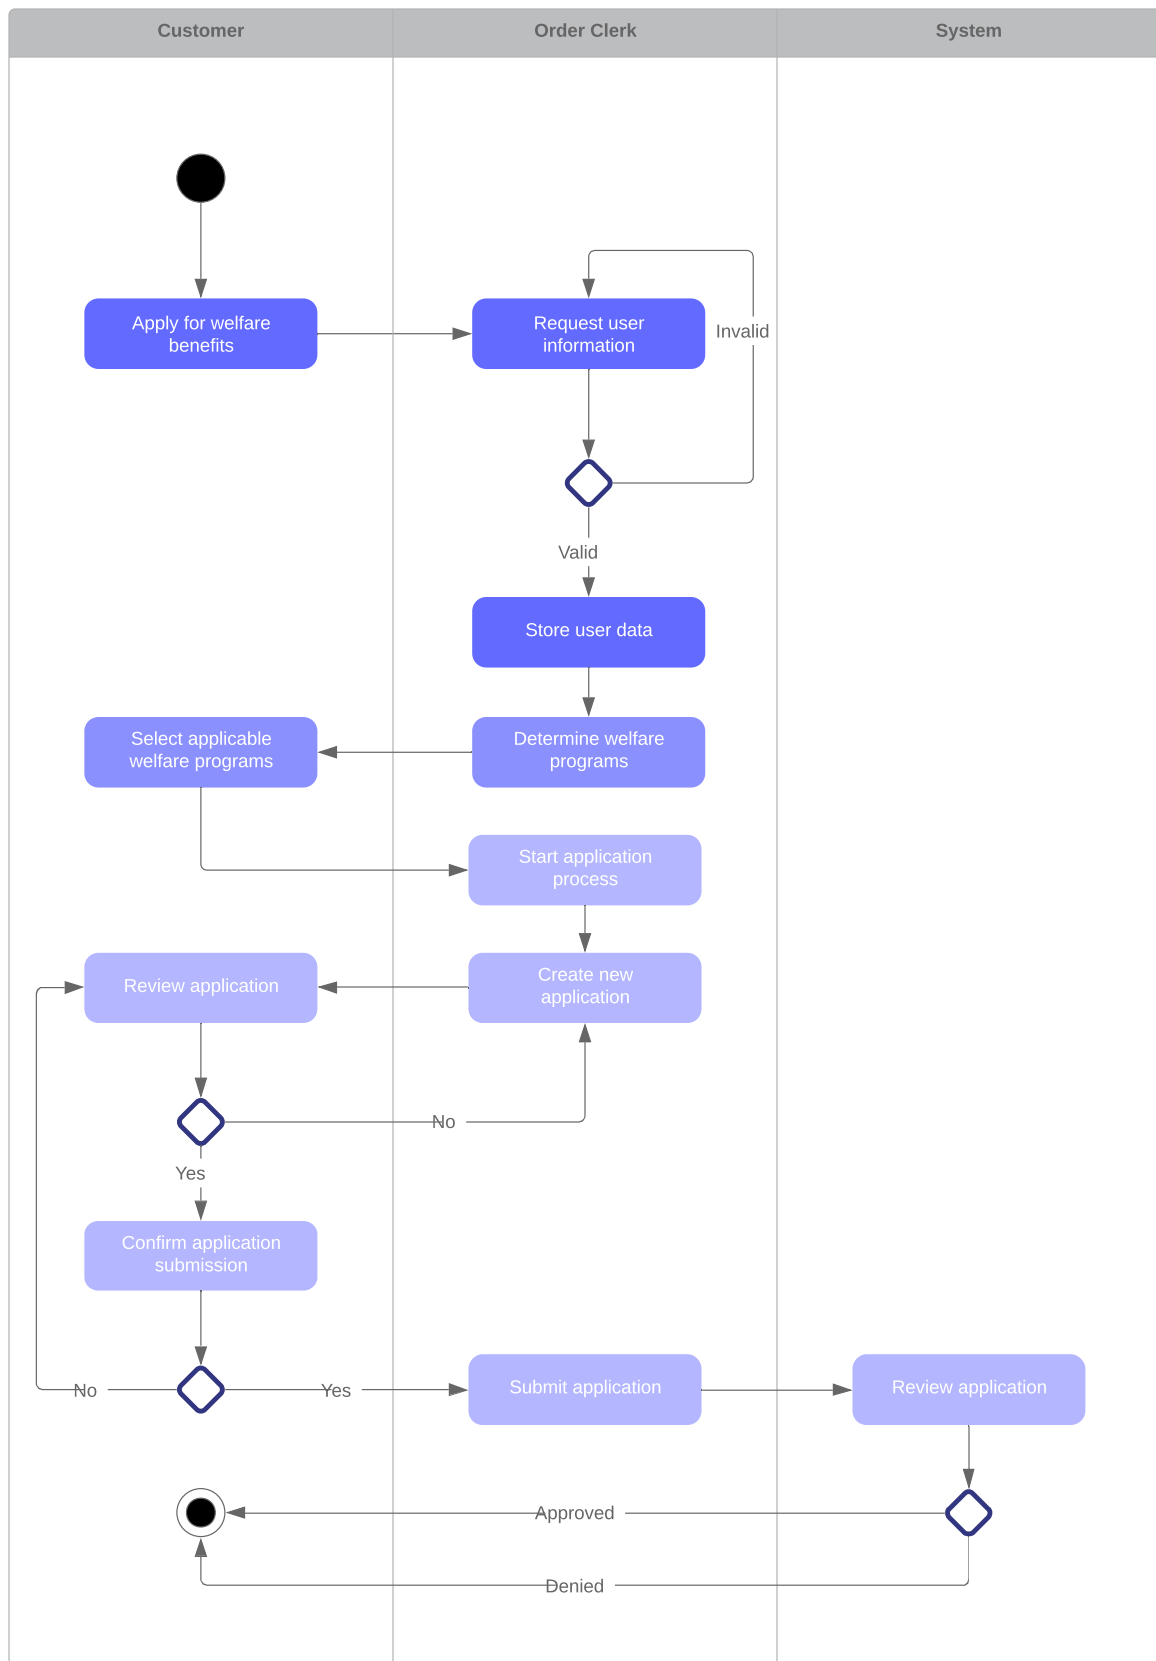 Customer
Order Clerk
System
Apply for welfare
benefits
Request user
information
Invalid
Valid
Store user data
Select applicable
welfare programs
Determine welfare
programs
Start application
process
Review application
Create new
application
No
Yes
Confirm application
submission
No
Yes
Submit application
Review application
Approved
Denied